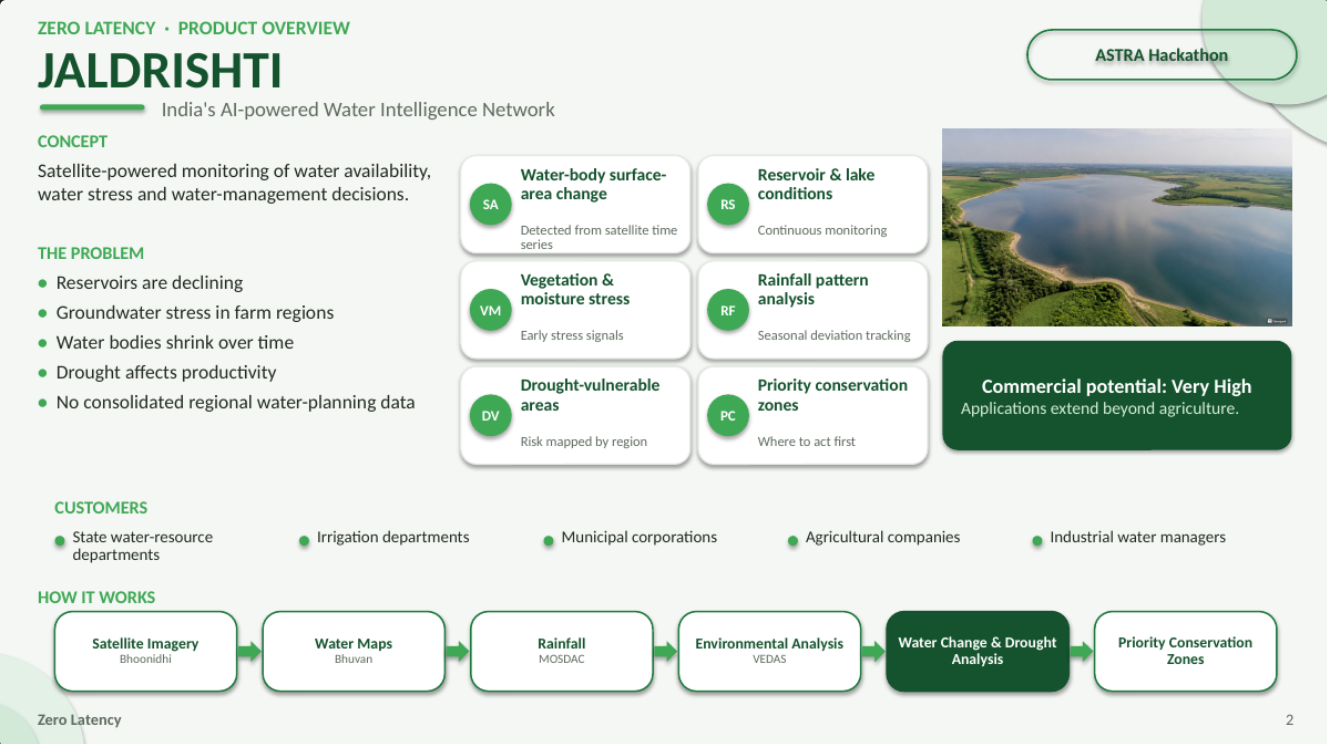 ZERO LATENCY · PRODUCT OVERVIEW
JALDRISHTI
India's AI-powered Water Intelligence Network
ASTRA Hackathon
CONCEPT
Satellite-powered monitoring of water availability,
water stress and water-management decisions.
THE PROBLEM
Reservoirs are declining
Groundwater stress in farm regions
Water bodies shrink over time
Drought affects productivity
No consolidated regional water-planning data
SA
Water-body surface-
area change
Detected from satellite time
series
RS
Reservoir & lake
conditions
Continuous monitoring
VM
Vegetation &
moisture stress
Early stress signals
RF
Rainfall pattern
analysis
Seasonal deviation tracking
DV
Drought-vulnerable
areas
Risk mapped by region
PC
Priority conservation
zones
Where to act first
Commercial potential: Very High
Applications extend beyond agriculture.
CUSTOMERS
State water-resource
departments
Irrigation departments
Municipal corporations
Agricultural companies
Industrial water managers
HOW IT WORKS
Satellite Imagery
Bhoonidhi
Water Maps
Bhuvan
Rainfall
MOSDAC
Environmental Analysis
VEDAS
Water Change & Drought
Analysis
Priority Conservation
Zones
Zero Latency
2